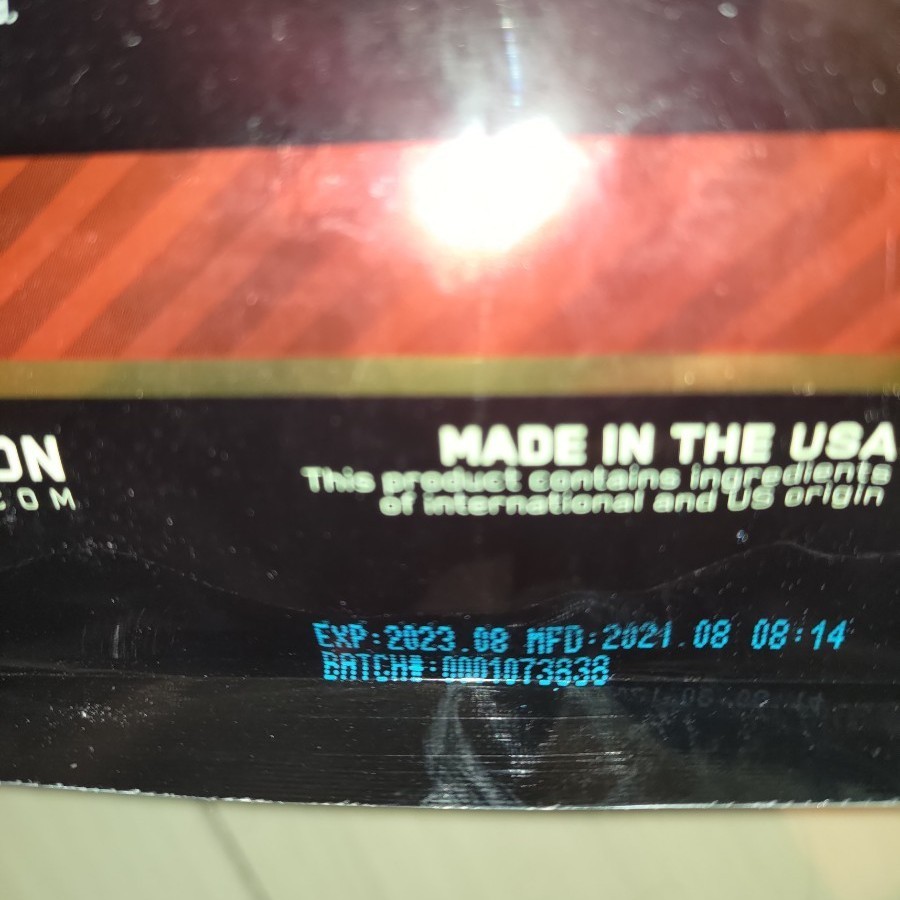 ON
COM
MADE IN THE USA
This product contains ingredients
of international and US origin
EXP:2023.08 MFD:2021.08 08:14
BATCH#:0001073838